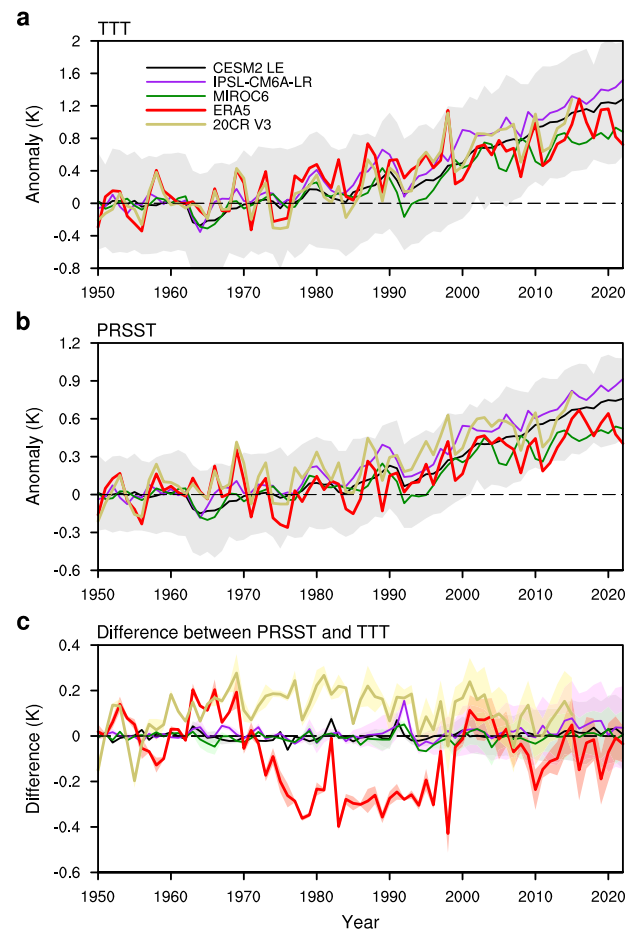 a
TTT
CESM2 LE
IPSL-CM6A-LR
MIROC6
ERA5
20CR V3
Anomaly (K)
2
1.6
1.2
0.8
0.4
0
-0.4
-0.8
1950 1960 1970 1980 1990 2000 2010 2020
b
PRSST
Anomaly (K)
1.2
0.9
0.6
0.3
0
-0.3
-0.6
1950 1960 1970 1980 1990 2000 2010 2020
c
Difference between PRSST and TTT
Difference (K)
0.4
0.2
0
-0.2
-0.4
-0.6
1950 1960 1970 1980 1990 2000 2010 2020
Year